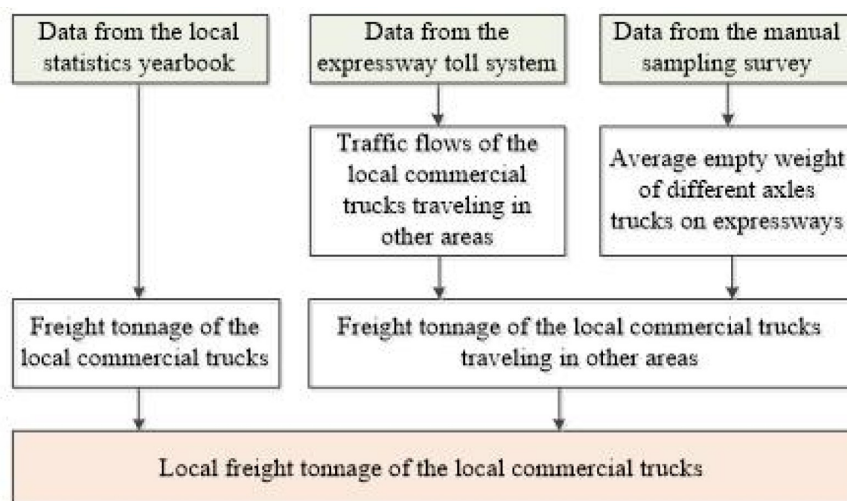 Data from the local
statistics yearbook
Data from the
expressway toll system
Data from the manual
sampling survey
Traffic flows of the
local commercial
trucks traveling in
other areas
Average empty weight
of different axles
trucks on expressways
Freight tonnage of the
local commercial trucks
Freight tonnage of the local commercial trucks
traveling in other areas
Local freight tonnage of the local commercial trucks